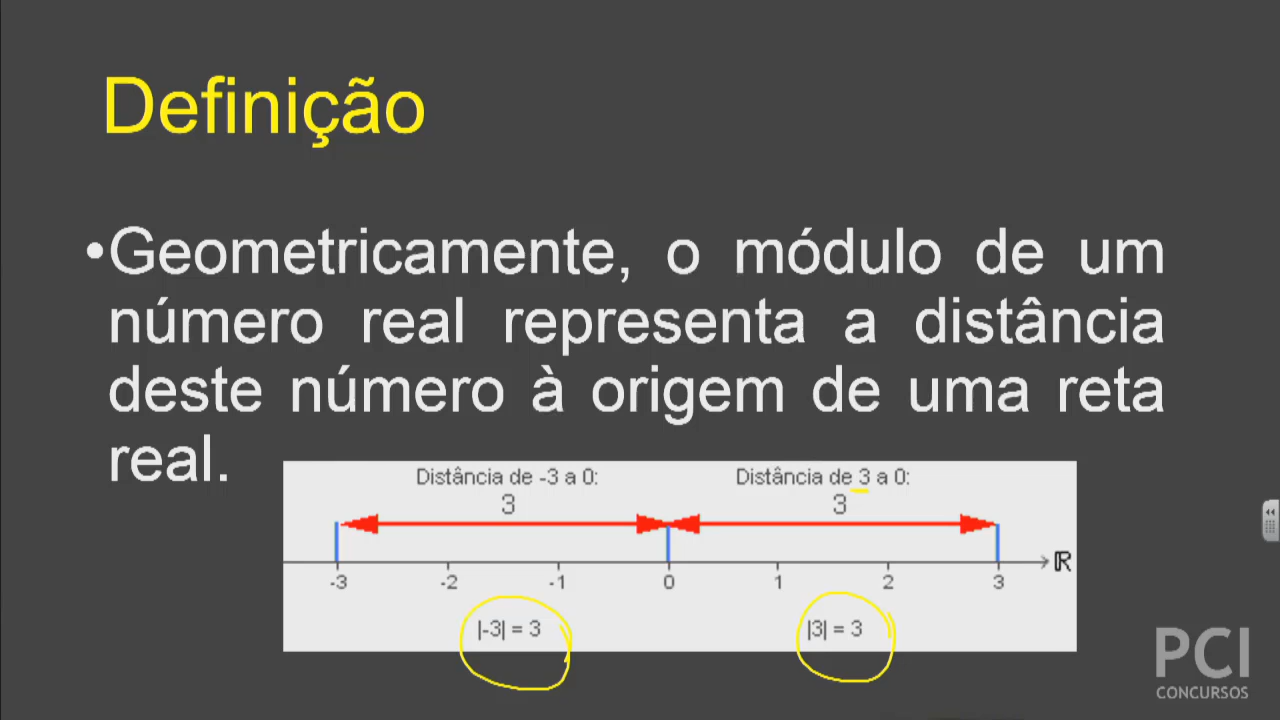 Definição
•Geometricamente, o módulo de um
número real representa a distância
deste número à origem de uma reta
real.
Distância de -3 a 0:
3
Distância de 3 a 0:
3
-3 -2 -1 0 1 2 3 ℝ
|-3| = 3
|3| = 3
PCI
CONCURSOS